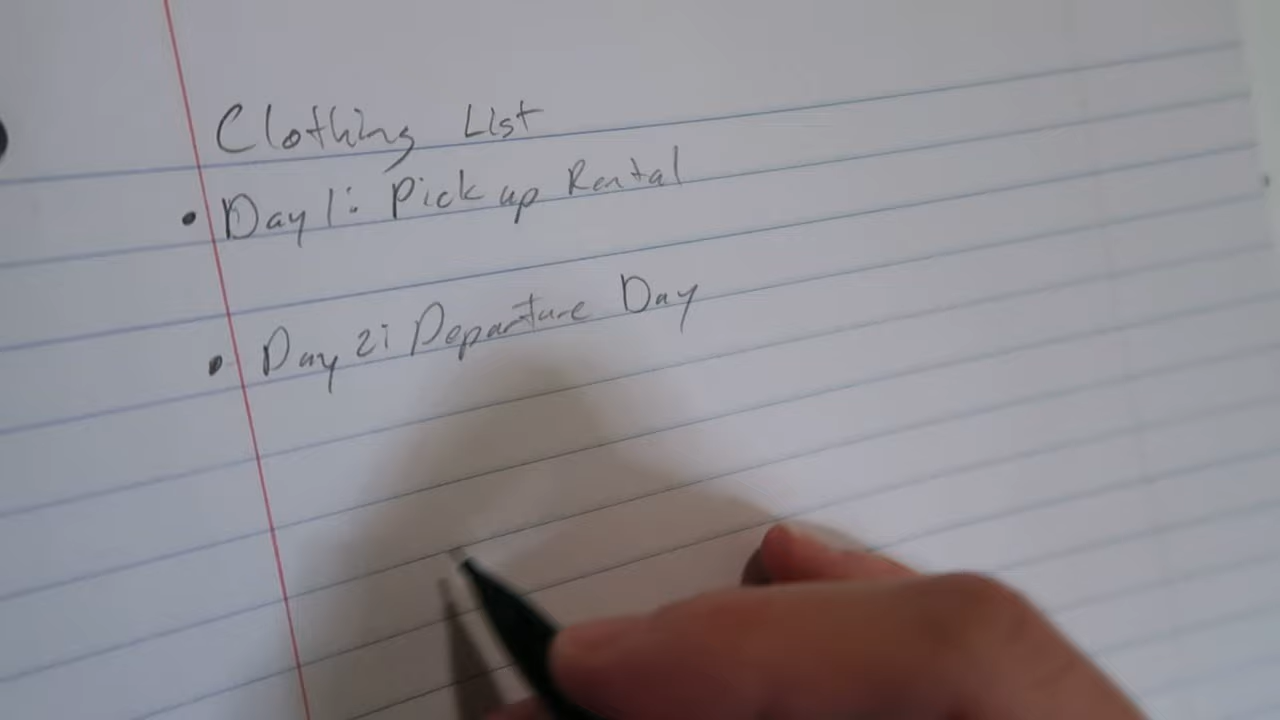 Clothing List
• Day 1: Pick up Rental
• Day 2: Departure Day